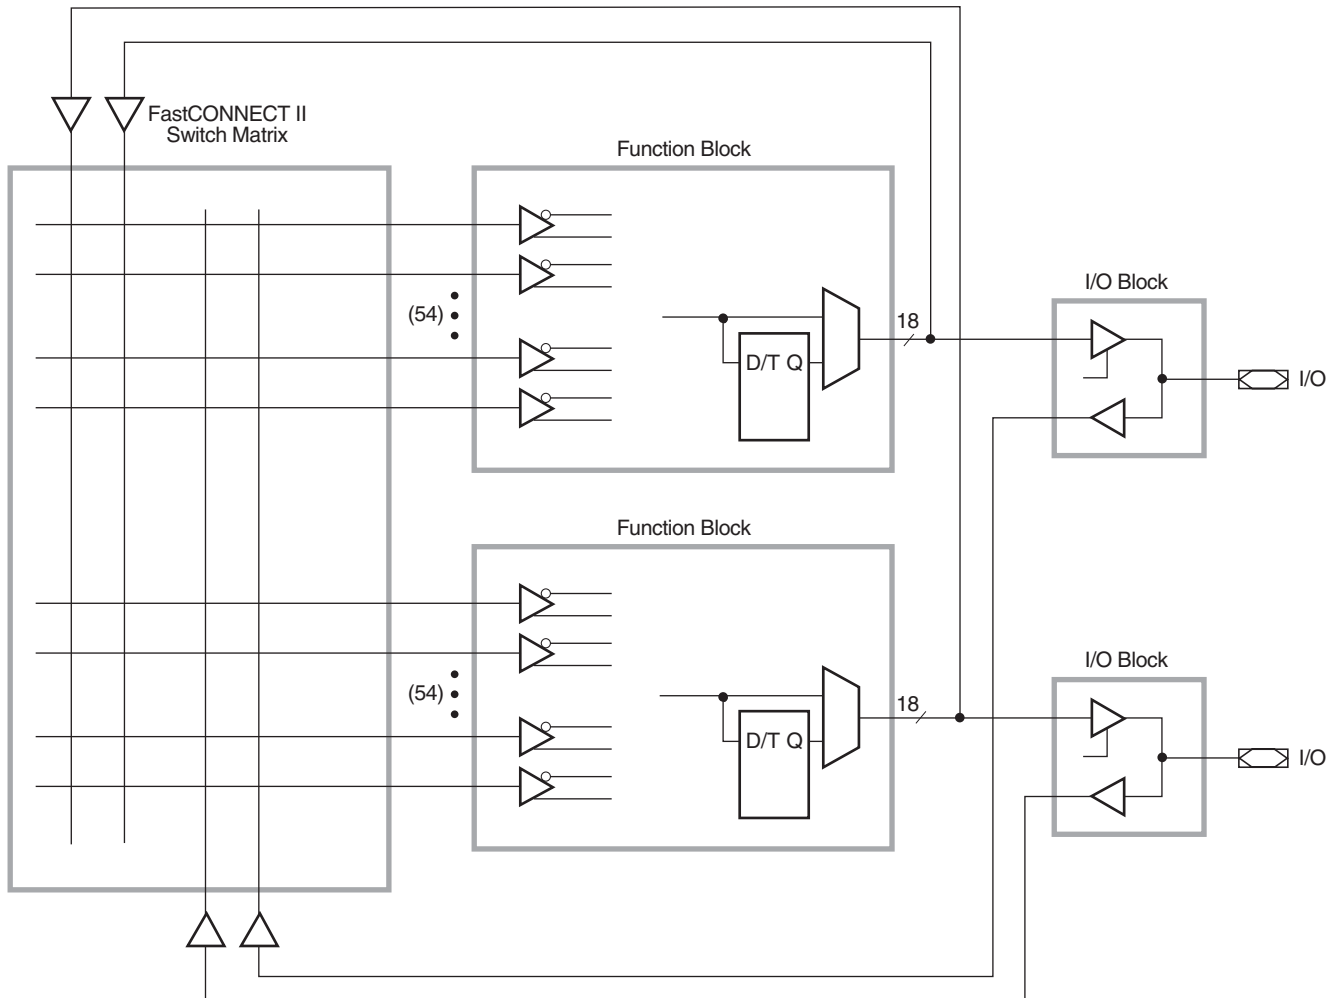 FastCONNECT II
Switch Matrix
Function Block
I/O Block
(54)
18
D/T Q
I/O
Function Block
I/O Block
(54)
18
D/T Q
I/O